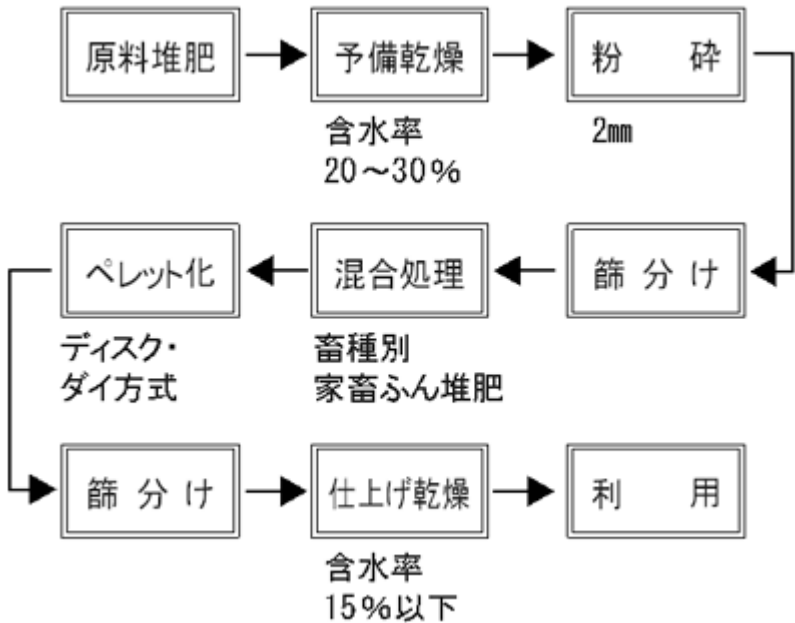 原料堆肥
予備乾燥
含水率
20～30%
粉　砕
2㎜
篩分け
混合処理
畜種別
家畜ふん堆肥
ペレット化
ディスク・
ダイ方式
篩分け
仕上げ乾燥
含水率
15%以下
利　用